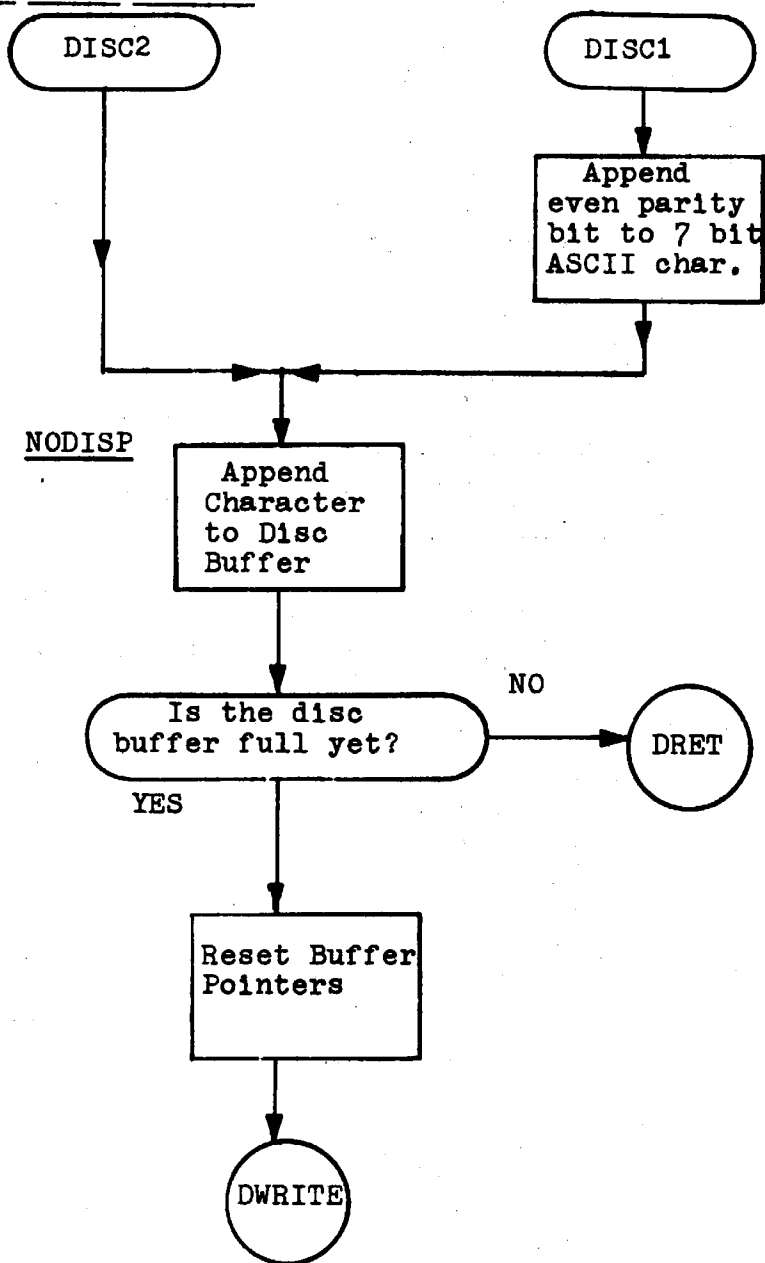 DISC2
DISC1
Append
even parity
bit to 7 bit
ASCII char.
NODISP
Append
Character
to Disc
Buffer
Is the disc
buffer full yet?
NO
DRET
YES
Reset Buffer
Pointers
DWRITE